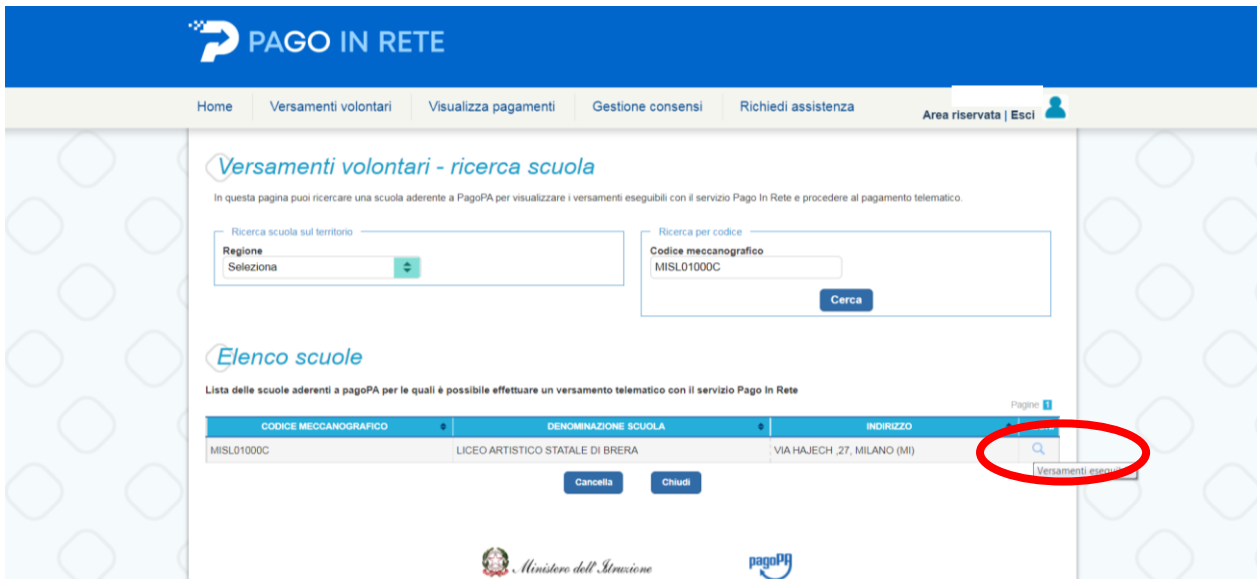 PAGO IN RETE
Home Versamenti volontari Visualizza pagamenti Gestione consensi Richiedi assistenza
Area riservata | Esci
Versamenti volontari - ricerca scuola
In questa pagina puoi ricercare una scuola aderente a PagoPA per visualizzare i versamenti eseguibili con il servizio Pago In Rete e procedere al pagamento telematico.
Ricerca scuola sul territorio
Regione
Seleziona
Ricerca per codice
Codice meccanografico
MISL01000C
Cerca
Elenco scuole
Lista delle scuole aderenti a pagoPA per le quali è possibile effettuare un versamento telematico con il servizio Pago In Rete
Pagine 1
CODICE MECCANOGRAFICO DENOMINAZIONE SCUOLA INDIRIZZO
MISL01000C LICEO ARTISTICO STATALE DI BRERA VIA HAJECH ,27, MILANO (MI)
Versamenti
Cancella Chiudi
Ministero dell'Istruzione
pagoPA